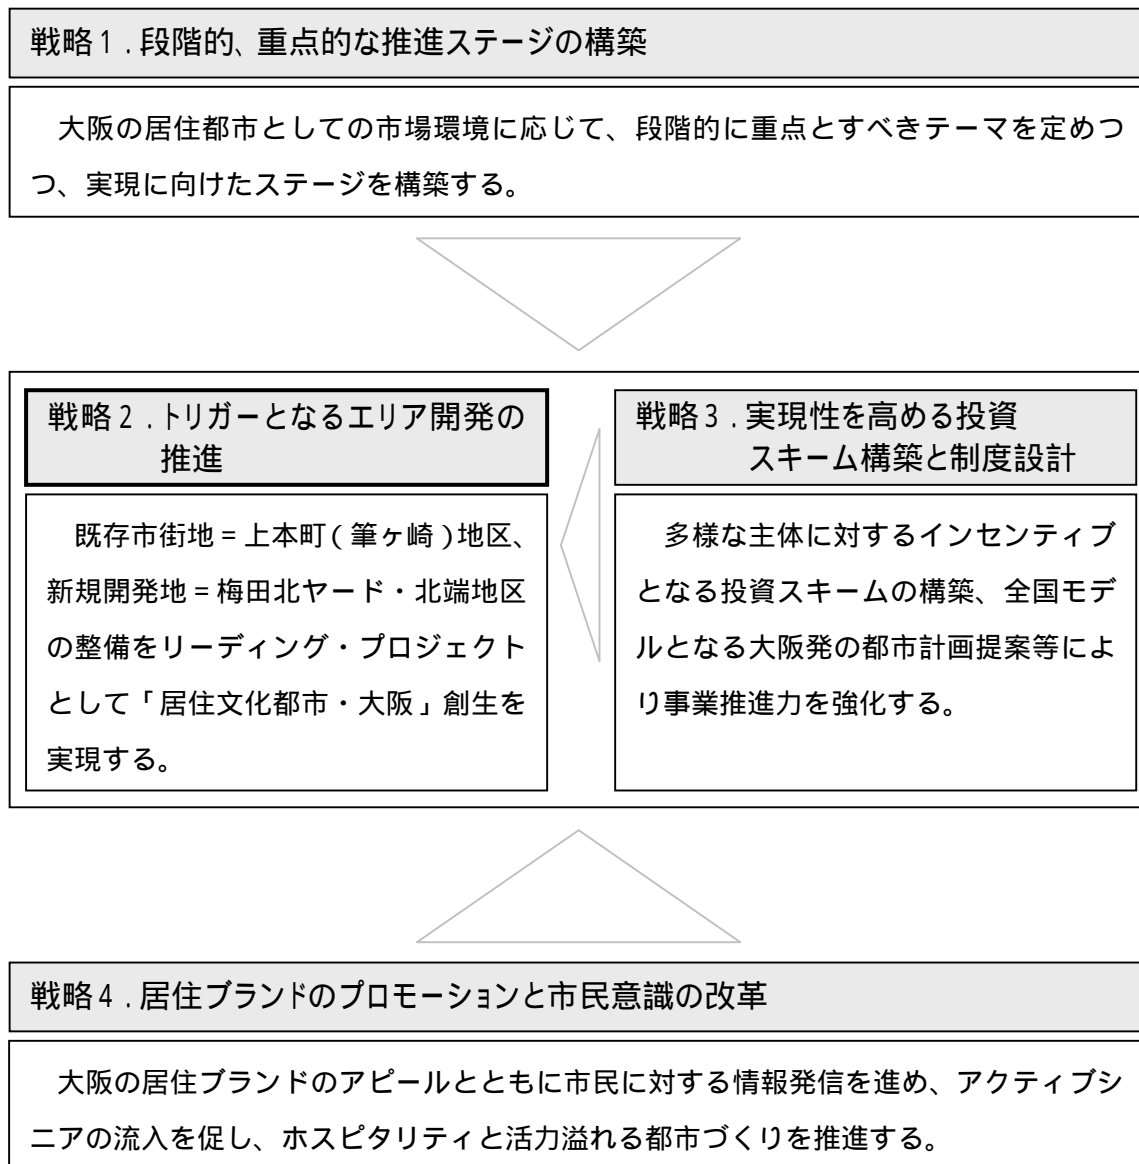 戦略1．段階的、重点的な推進ステージの構築
大阪の居住都市としての市場環境に応じて、段階的に重点とすべきテーマを定めつ
つ、実現に向けたステージを構築する。
戦略2．トリガーとなるエリア開発の
推進
既存市街地=上本町(筆ヶ崎)地区、
新規開発地=梅田北ヤード・北端地区
の整備をリーディング・プロジェクト
として「居住文化都市・大阪」創生を
実現する。
戦略3．実現性を高める投資
スキーム構築と制度設計
多様な主体に対するインセンティブ
となる投資スキームの構築、全国モデ
ルとなる大阪発の都市計画提案等によ
り事業推進力を強化する。
戦略4．居住ブランドのプロモーションと市民意識の改革
大阪の居住ブランドのアピールとともに市民に対する情報発信を進め、アクティブシ
ニアの流入を促し、ホスピタリティと活力溢れる都市づくりを推進する。